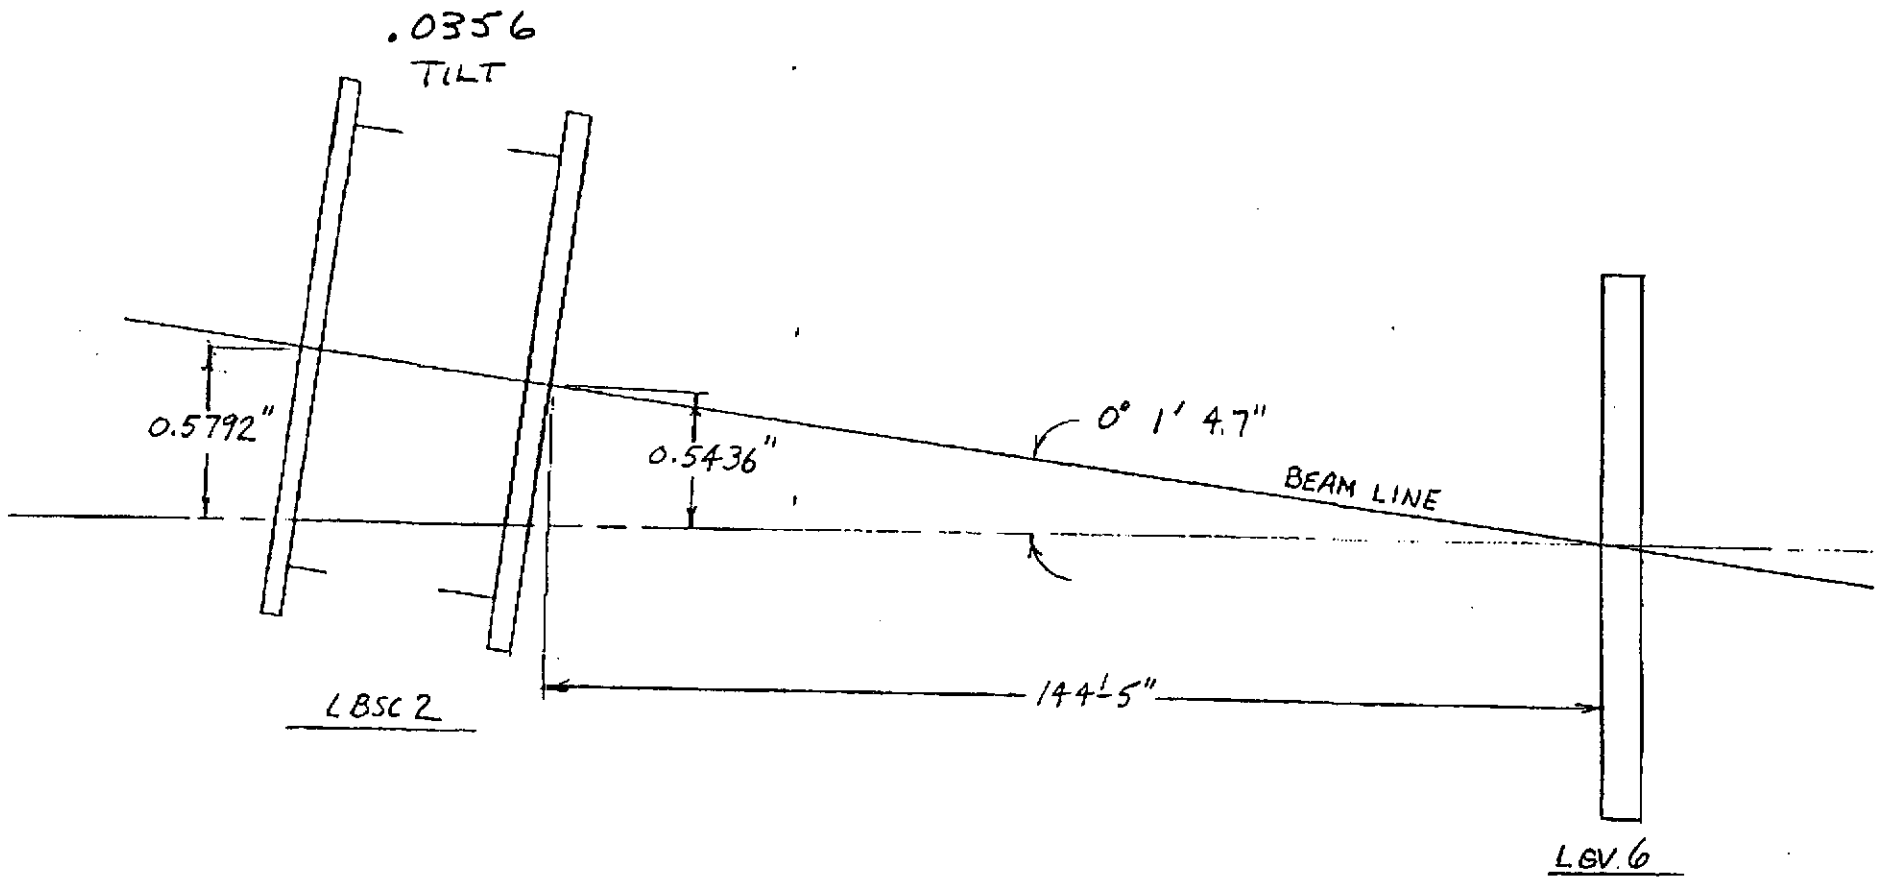 .0356
TILT
0.5792"
0.5436"
0° 1' 4.7"
BEAM LINE
144'-5"
LBSC 2
LGV.6